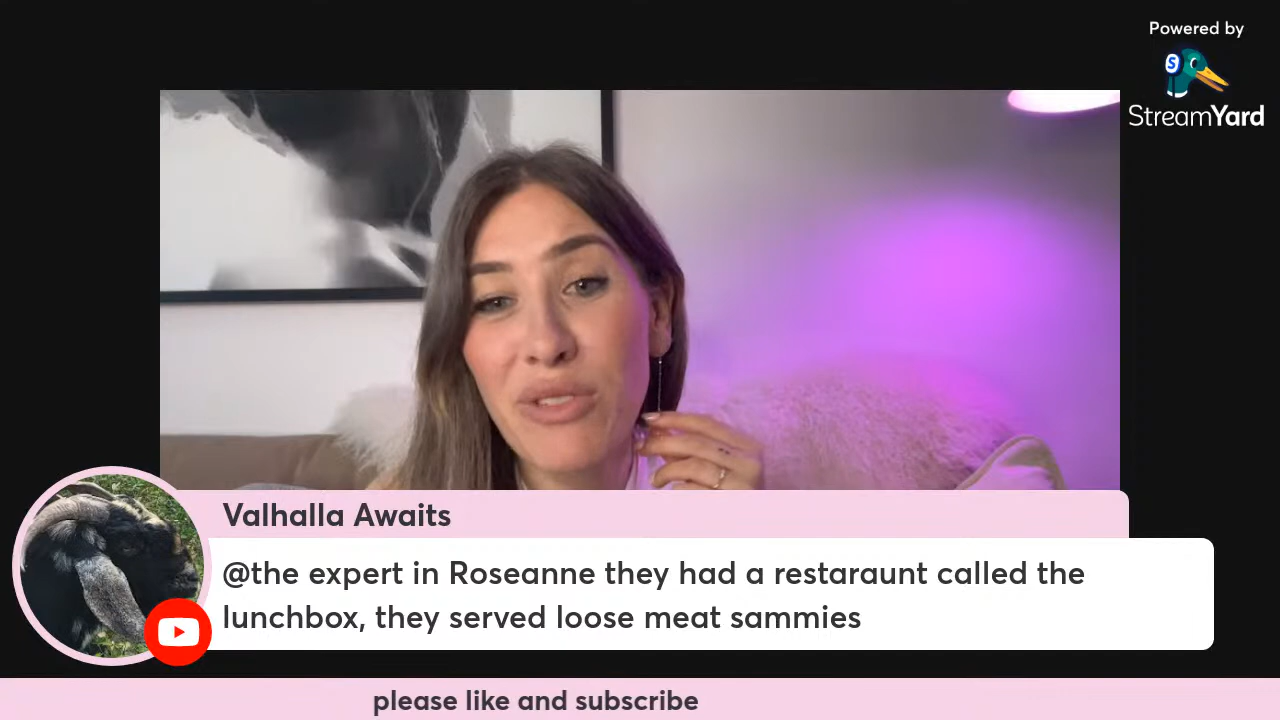 Powered by
S
StreamYard
Valhalla Awaits
@the expert in Roseanne they had a restaraunt called the
lunchbox, they served loose meat sammies
please like and subscribe